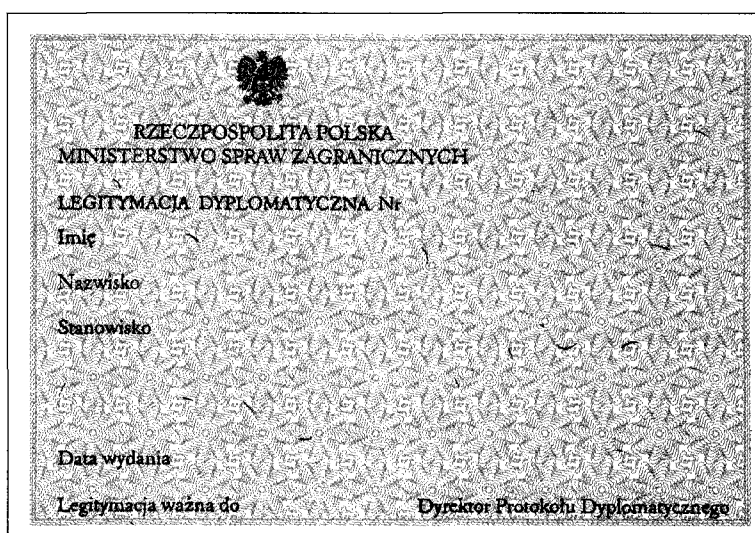 RZECZPOSPOLITA POLSKA
MINISTERSTWO SPRAW ZAGRANICZNYCH
LEGITYMACJA DYPLOMATYCZNA Nr
Imię
Nazwisko
Stanowisko
Data wydania
Legitymacja ważna do Dyrektor Protokołu Dyplomatycznego